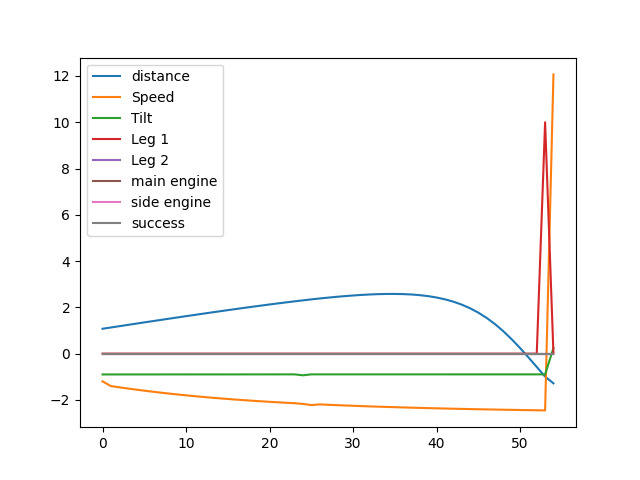 12
10
8
6
4
2
0
−2
distance
Speed
Tilt
Leg 1
Leg 2
main engine
side engine
success
0 10 20 30 40 50